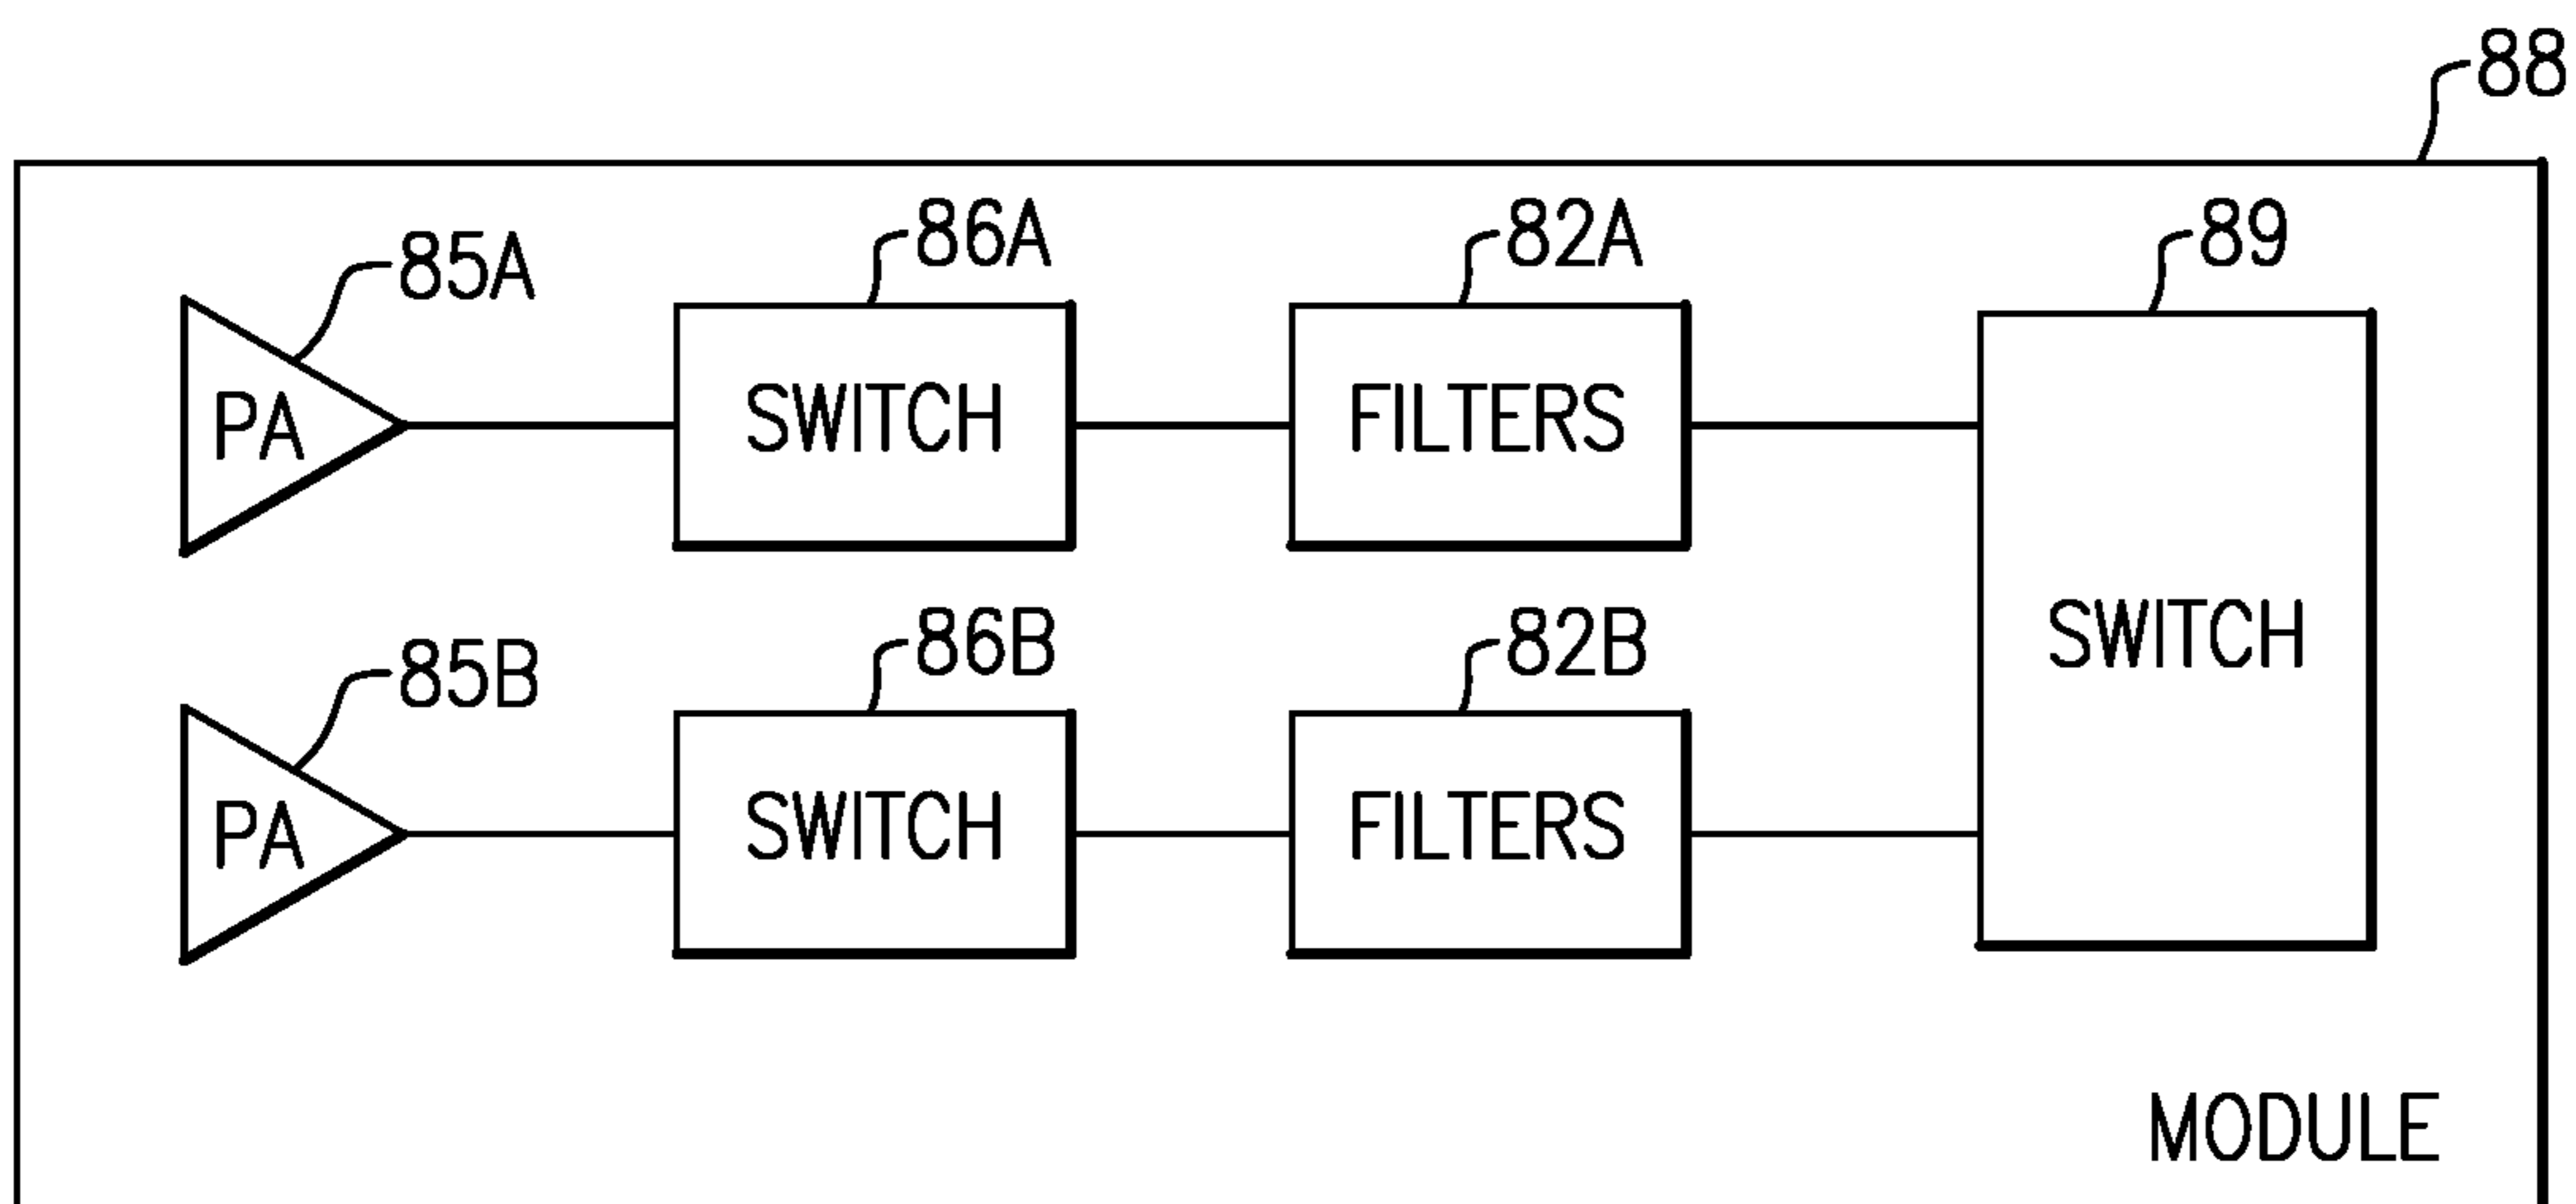 88
86A
82A
89
85A
PA
SWITCH
FILTERS
SWITCH
86B
82B
85B
PA
SWITCH
FILTERS
MODULE